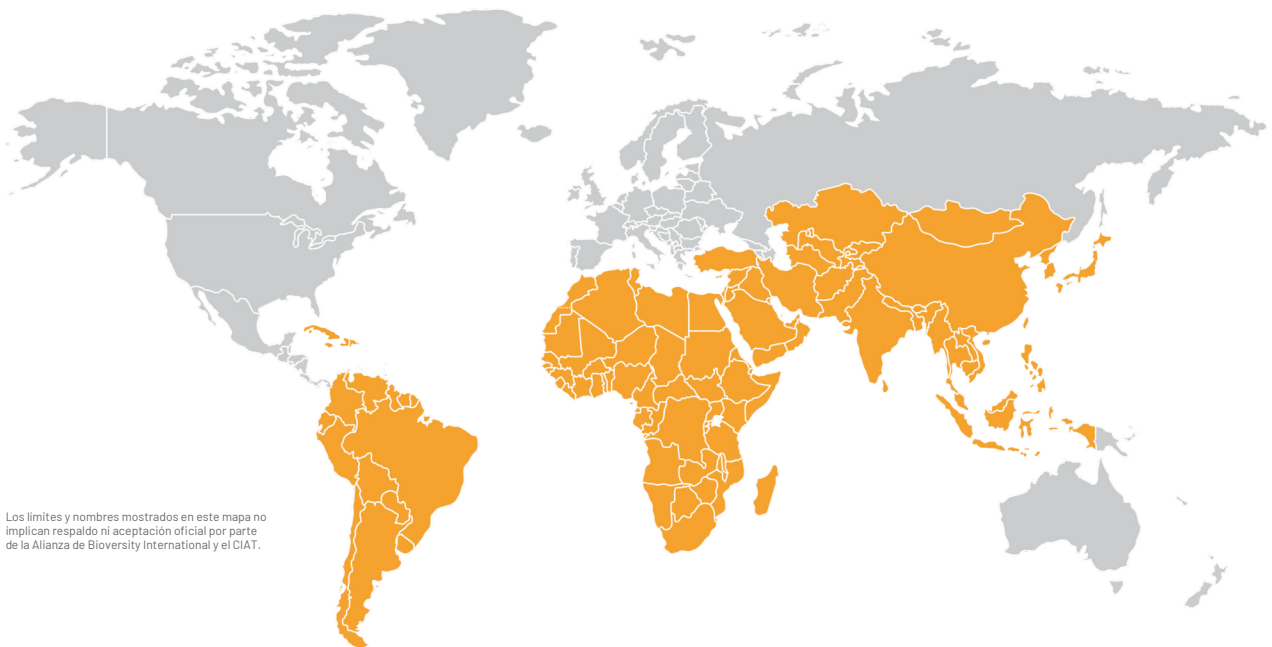 Los límites y nombres mostrados en este mapa no
implican respaldo ni aceptación oficial por parte
de la Alianza de Bioversity International y el CIAT.